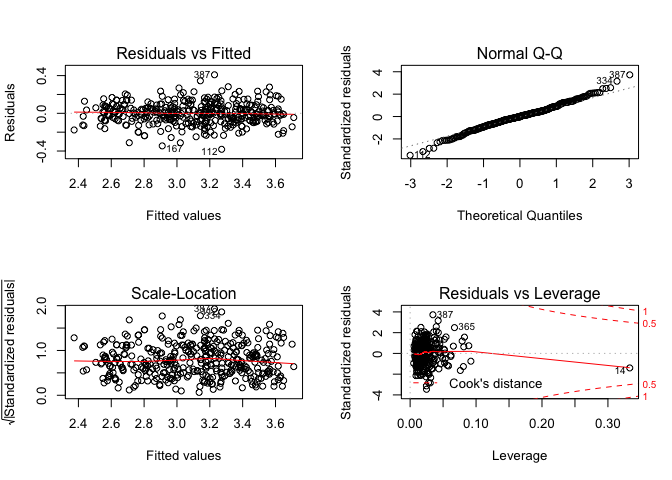 Residuals vs Fitted
Residuals
0.4
0.0
-0.4
387
167
112
2.4 2.6 2.8 3.0 3.2 3.4 3.6
Fitted values
Normal Q-Q
Standardized residuals
4
2
0
-2
387
334
112
-3 -2 -1 0 1 2 3
Theoretical Quantiles
Scale-Location
√|Standardized residuals|
2.0
1.0
0.0
334
2.4 2.6 2.8 3.0 3.2 3.4 3.6
Fitted values
Residuals vs Leverage
Standardized residuals
4
2
0
-4
387
365
14
1
0.5
0.5
1
Cook's distance
0.00 0.10 0.20 0.30
Leverage